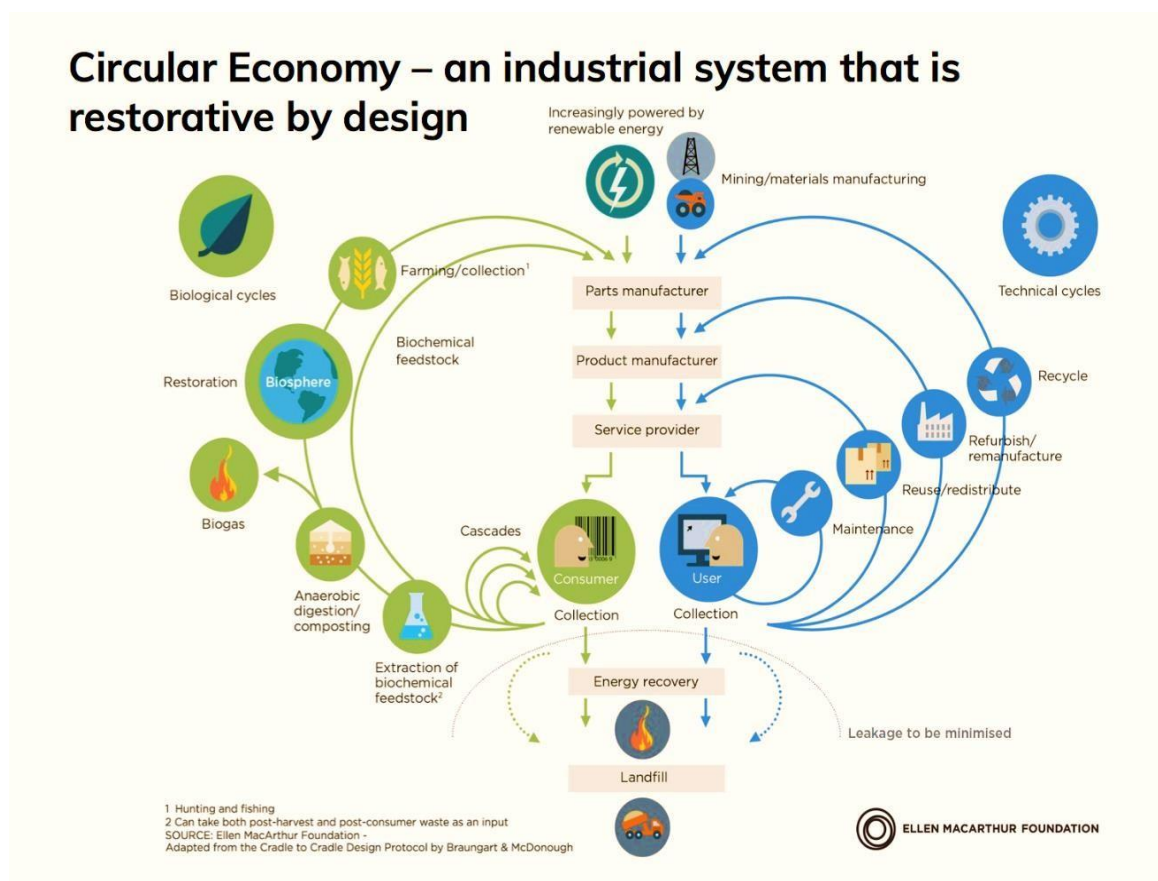 Circular Economy – an industrial system that is
restorative by design
Increasingly powered by
renewable energy
Mining/materials manufacturing
Biological cycles
Technical cycles
Farming/collection1
Parts manufacturer
Biochemical
feedstock
Product manufacturer
Restoration
Biosphere
Recycle
Service provider
Refurbish/
remanufacture
Reuse/redistribute
Biogas
Cascades
Maintenance
Consumer
User
Anaerobic
digestion/
composting
Collection
Collection
Extraction of
biochemical
feedstock2
Energy recovery
Leakage to be minimised
Landfill
1 Hunting and fishing
2 Can take both post-harvest and post-consumer waste as an input
SOURCE: Ellen MacArthur Foundation -
Adapted from the Cradle to Cradle Design Protocol by Braungart & McDonough
ELLEN MACARTHUR FOUNDATION